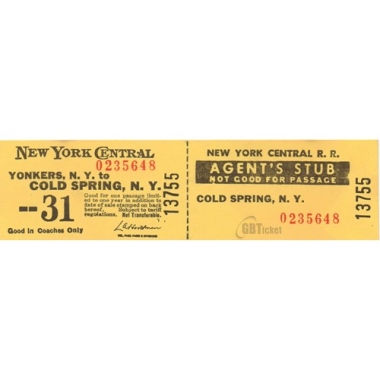 NEW YORK CENTRAL
0235648
YONKERS, N. Y. to
COLD SPRING, N. Y.
--31
Good for one passage limited
to one year in addition to
date of sale stamped on back
hereof. Subject to tariff
regulations. Not Transferable.
Good in Coaches Only
13755
NEW YORK CENTRAL R. R.
AGENT'S STUB
NOT GOOD FOR PASSAGE
COLD SPRING, N. Y.
0235648
13755
GBTicket